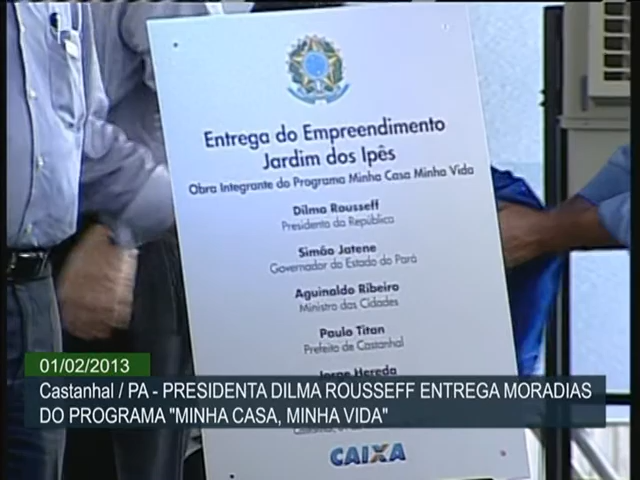 Entrega do Empreendimento
Jardim dos Ipês
Obra Integrante do Programa Minha Casa Minha Vida
Dilma Rousseff
Presidenta da República
Simão Jatene
Governador do Estado do Pará
Aguinaldo Ribeiro
Ministro das Cidades
Paulo Titan
Prefeito de Castanhal
Jorge Hereda
01/02/2013
Castanhal / PA - PRESIDENTA DILMA ROUSSEFF ENTREGA MORADIAS
DO PROGRAMA "MINHA CASA, MINHA VIDA"
CAIXA